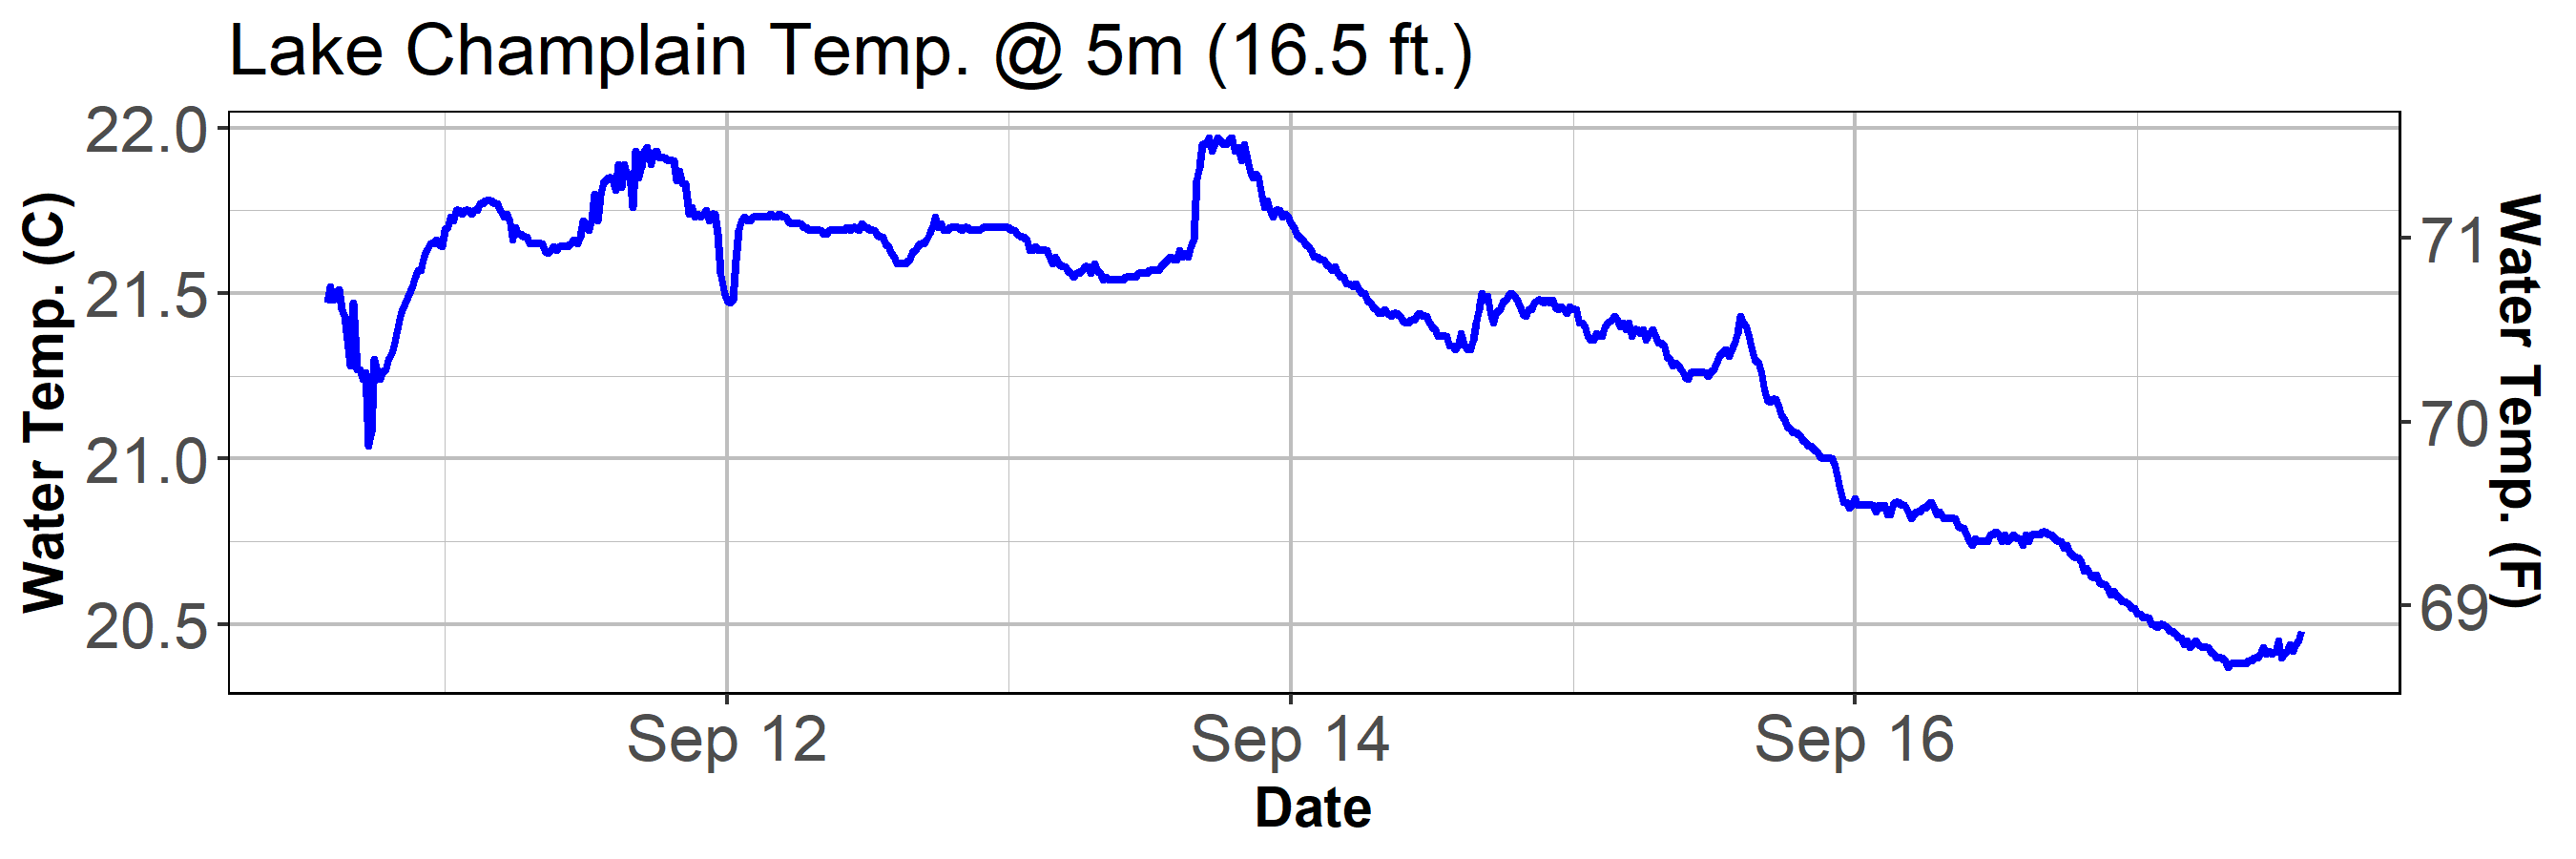 Lake Champlain Temp. @ 5m (16.5 ft.)
Water Temp. (C)
22.0
21.5
21.0
20.5
71
70
69
Water Temp. (F)
Sep 12
Sep 14
Sep 16
Date